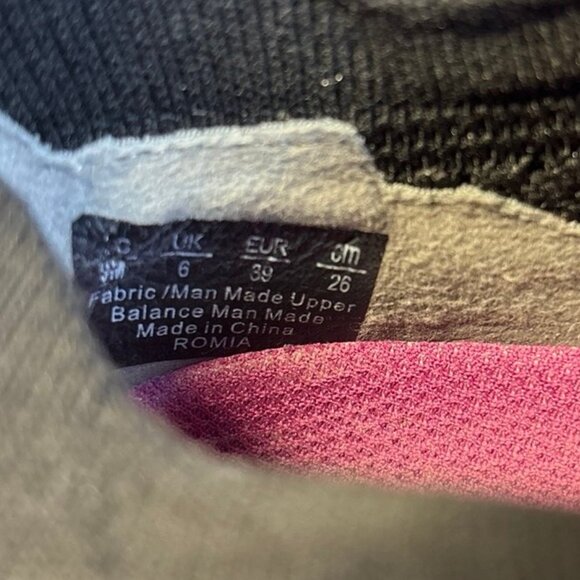 UK EUR cm
6 39 26
Fabric /Man Made Upper
Balance Man Made
Made in China
ROMIA